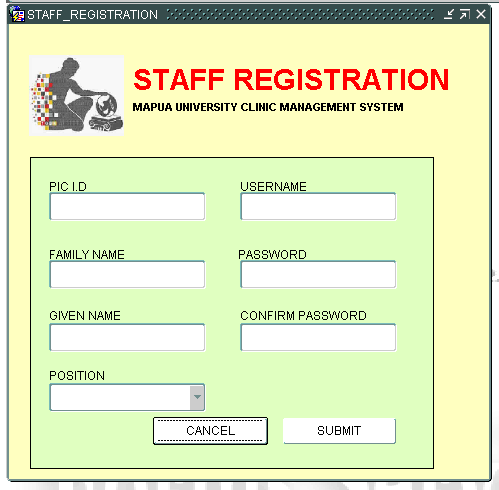 STAFF_REGISTRATION
STAFF REGISTRATION
MAPUA UNIVERSITY CLINIC MANAGEMENT SYSTEM
PIC I.D
USERNAME
FAMILY NAME
PASSWORD
GIVEN NAME
CONFIRM PASSWORD
POSITION
CANCEL
SUBMIT